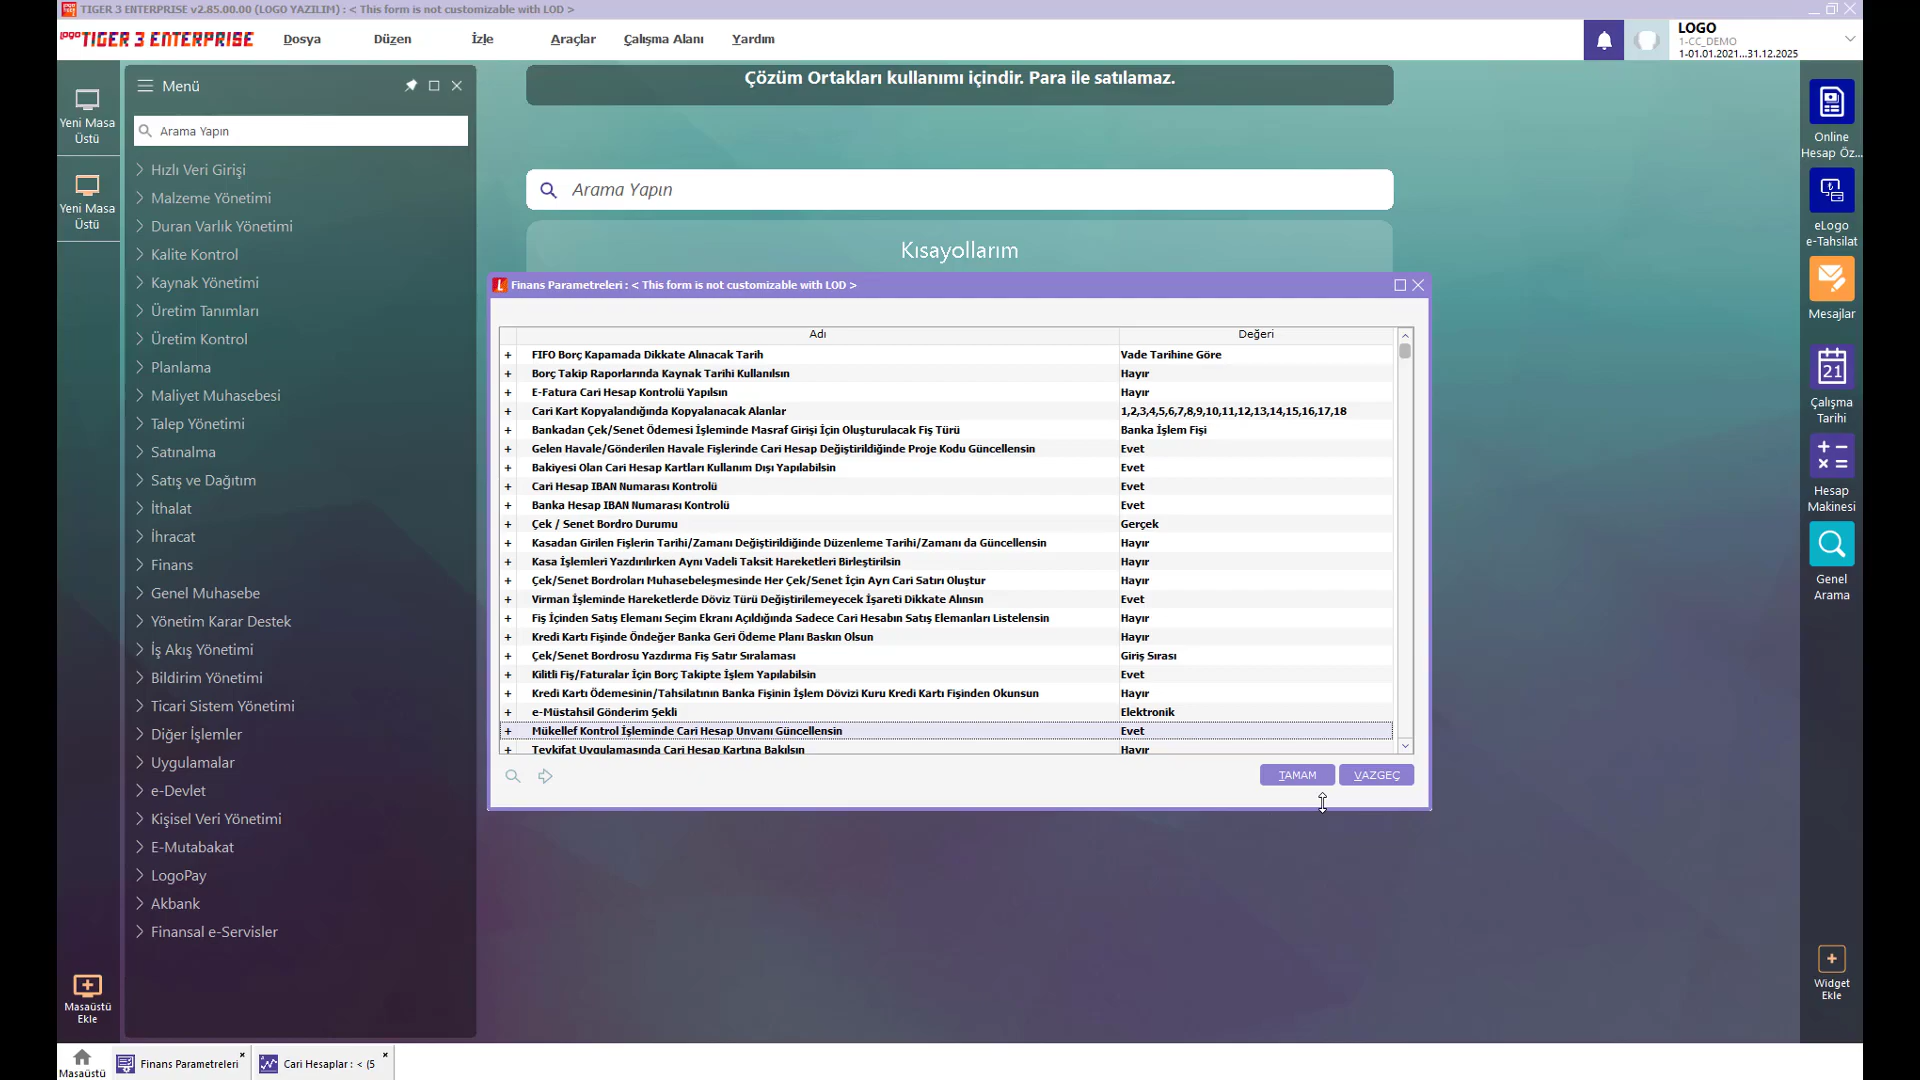 TIGER 3 ENTERPRISE v2.85.00.00 (LOGO YAZILIM) : < This form is not customizable with LOD >
LOGO TIGER 3 ENTERPRISE
Dosya
Düzen
İzle
Araçlar
Çalışma Alanı
Yardım
LOGO
1-CC_DEMO
1-01.01.2021...31.12.2025
Yeni Masa
Üstü
Yeni Masa
Üstü
Masaüstü
Ekle
Menü
Arama Yapın
Hızlı Veri Girişi
Malzeme Yönetimi
Duran Varlık Yönetimi
Kalite Kontrol
Kaynak Yönetimi
Üretim Tanımları
Üretim Kontrol
Planlama
Maliyet Muhasebesi
Talep Yönetimi
Satınalma
Satış ve Dağıtım
İthalat
İhracat
Finans
Genel Muhasebe
Yönetim Karar Destek
İş Akış Yönetimi
Bildirim Yönetimi
Ticari Sistem Yönetimi
Diğer İşlemler
Uygulamalar
e-Devlet
Kişisel Veri Yönetimi
E-Mutabakat
LogoPay
Akbank
Finansal e-Servisler
Çözüm Ortakları kullanımı içindir. Para ile satılamaz.
Arama Yapın
Kısayollarım
Finans Parametreleri : < This form is not customizable with LOD >
Adı Değeri
+ FIFO Borç Kapamada Dikkate Alınacak Tarih Vade Tarihine Göre
+ Borç Takip Raporlarında Kaynak Tarihi Kullanılsın Hayır
+ E-Fatura Cari Hesap Kontrolü Yapılsın Hayır
+ Cari Kart Kopyalandığında Kopyalanacak Alanlar 1,2,3,4,5,6,7,8,9,10,11,12,13,14,15,16,17,18
+ Bankadan Çek/Senet Ödemesi İşleminde Masraf Girişi İçin Oluşturulacak Fiş Türü Banka İşlem Fişi
+ Gelen Havale/Gönderilen Havale Fişlerinde Cari Hesap Değiştirildiğinde Proje Kodu Güncellensin Evet
+ Bakiyesi Olan Cari Hesap Kartları Kullanım Dışı Yapılabilsin Evet
+ Cari Hesap IBAN Numarası Kontrolü Evet
+ Banka Hesap IBAN Numarası Kontrolü Evet
+ Çek / Senet Bordro Durumu Gerçek
+ Kasadan Girilen Fişlerin Tarihi/Zamanı Değiştirildiğinde Düzenleme Tarihi/Zamanı da Güncellensin Hayır
+ Kasa İşlemleri Yazdırılırken Aynı Vadeli Taksit Hareketleri Birleştirilsin Hayır
+ Çek/Senet Bordroları Muhasebeleşmesinde Her Çek/Senet İçin Ayrı Cari Satırı Oluştur Hayır
+ Virman İşleminde Hareketlerde Döviz Türü Değiştirilemeyecek İşareti Dikkate Alınsın Evet
+ Fiş İçinden Satış Elemanı Seçim Ekranı Açıldığında Sadece Cari Hesabın Satış Elemanları Listelensin Hayır
+ Kredi Kartı Fişinde Öndeğer Banka Geri Ödeme Planı Baskın Olsun Hayır
+ Çek/Senet Bordrosu Yazdırma Fiş Satır Sıralaması Giriş Sırası
+ Kilitli Fiş/Faturalar İçin Borç Takipte İşlem Yapılabilsin Evet
+ Kredi Kartı Ödemesinin/Tahsilatının Banka Fişinin İşlem Dövizi Kuru Kredi Kartı Fişinden Okunsun Hayır
+ e-Müstahsil Gönderim Şekli Elektronik
+ Mükellef Kontrol İşleminde Cari Hesap Unvanı Güncellensin Evet
+ Tevkifat Uygulamasında Cari Hesap Kartına Bakılsın Hayır
TAMAM
VAZGEÇ
Online
Hesap Öz...
eLogo
e-Tahsilat
Mesajlar
21
Çalışma
Tarihi
Hesap
Makinesi
Genel
Arama
Widget
Ekle
Masaüstü
Finans Parametreleri
Cari Hesaplar : < (5